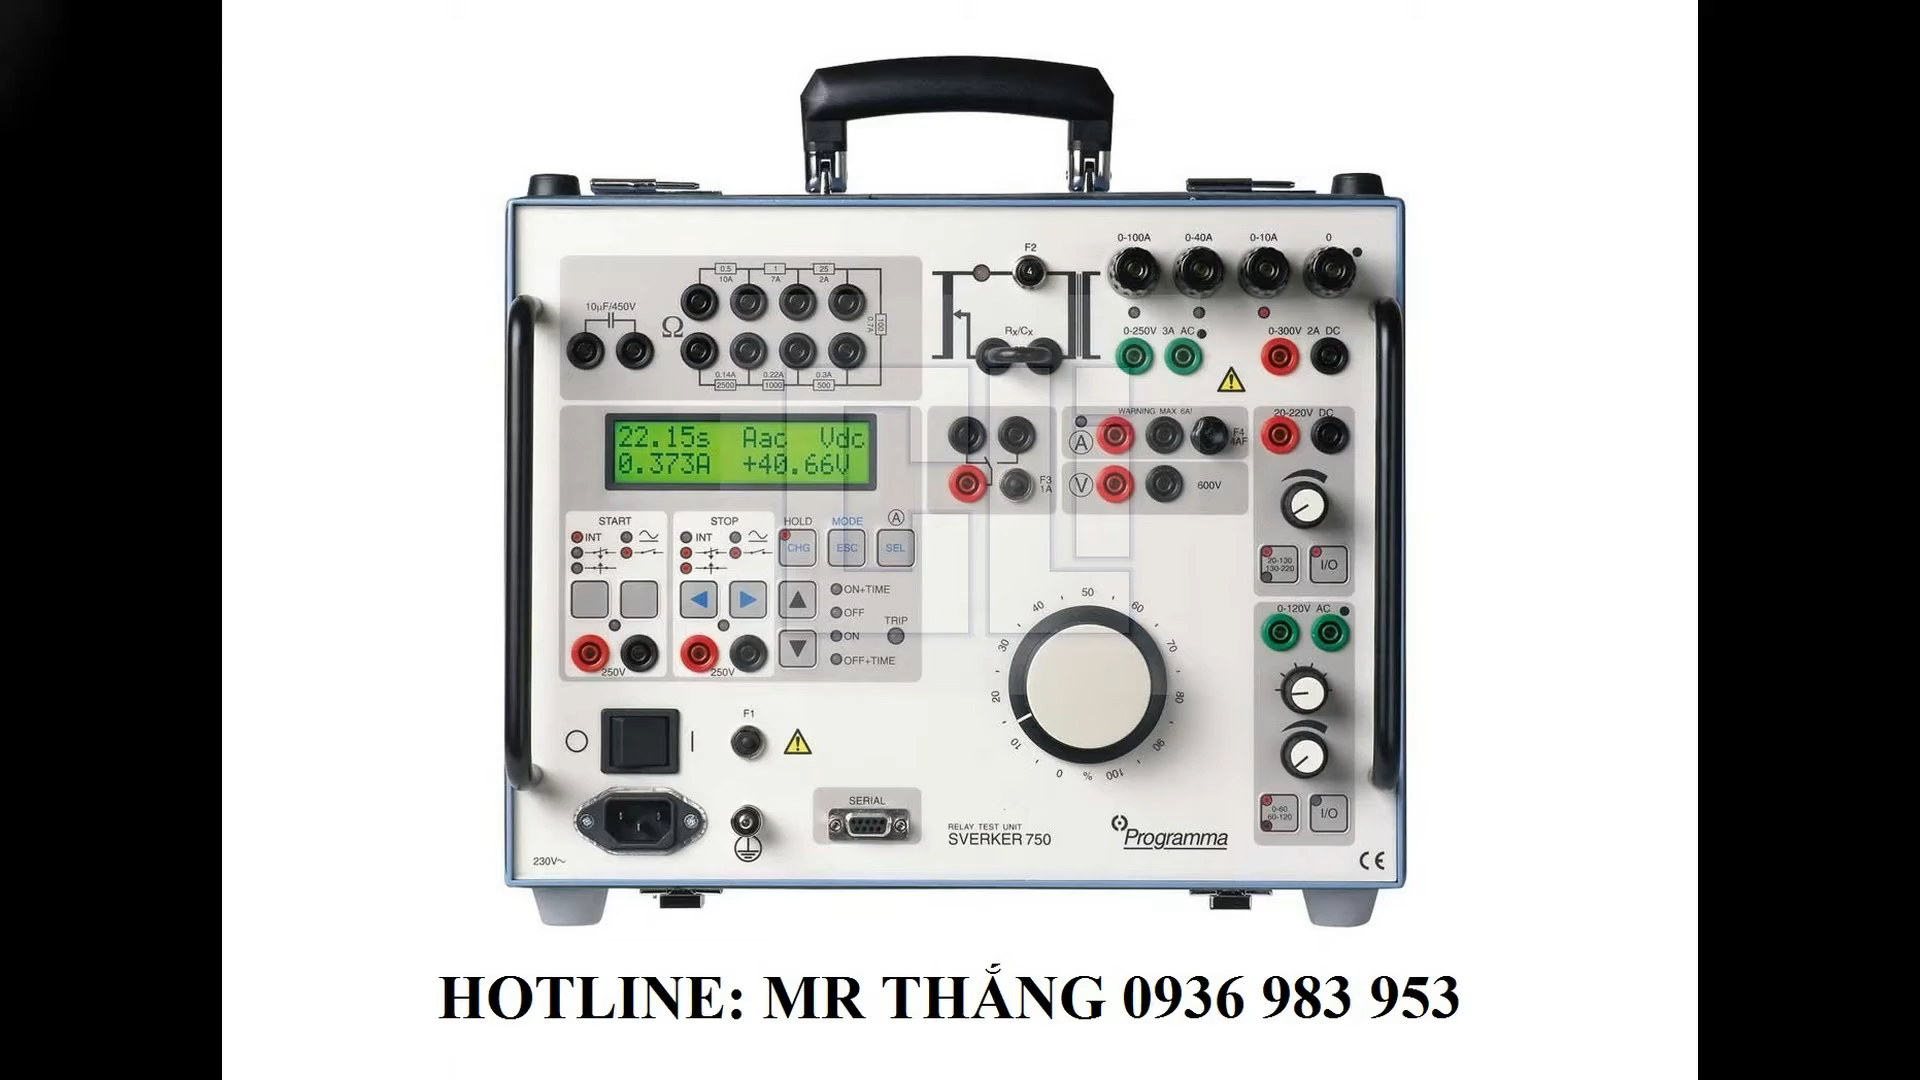 0-100A 0-40A 0-10A 0
F2
4
0.5 1 25
10A 7A 2A
10µF/450V
Ω
100
0.7A
Rx/Cx
0-250V 3A AC 0-300V 2A DC
0.14A 0.22A 0.3A
2500 1000 500
WARNING MAX 6A!
20-220V DC
22.15s Aac Vdc
0.373A +40.66V
A
F4
4AF
F3
1A
V
600V
START STOP HOLD MODE A
INT INT
CHG ESC SEL
20-130
130-220
I/O
ON+TIME
OFF
TRIP
ON
OFF+TIME
250V 250V
0-120V AC
0 10 20 30 40 50 60 70 80 90 100 %
F1
I
SERIAL
0-60
60-120
I/O
RELAY TEST UNIT
SVERKER 750
Programma
230V~
CE
HOTLINE: MR THẮNG 0936 983 953